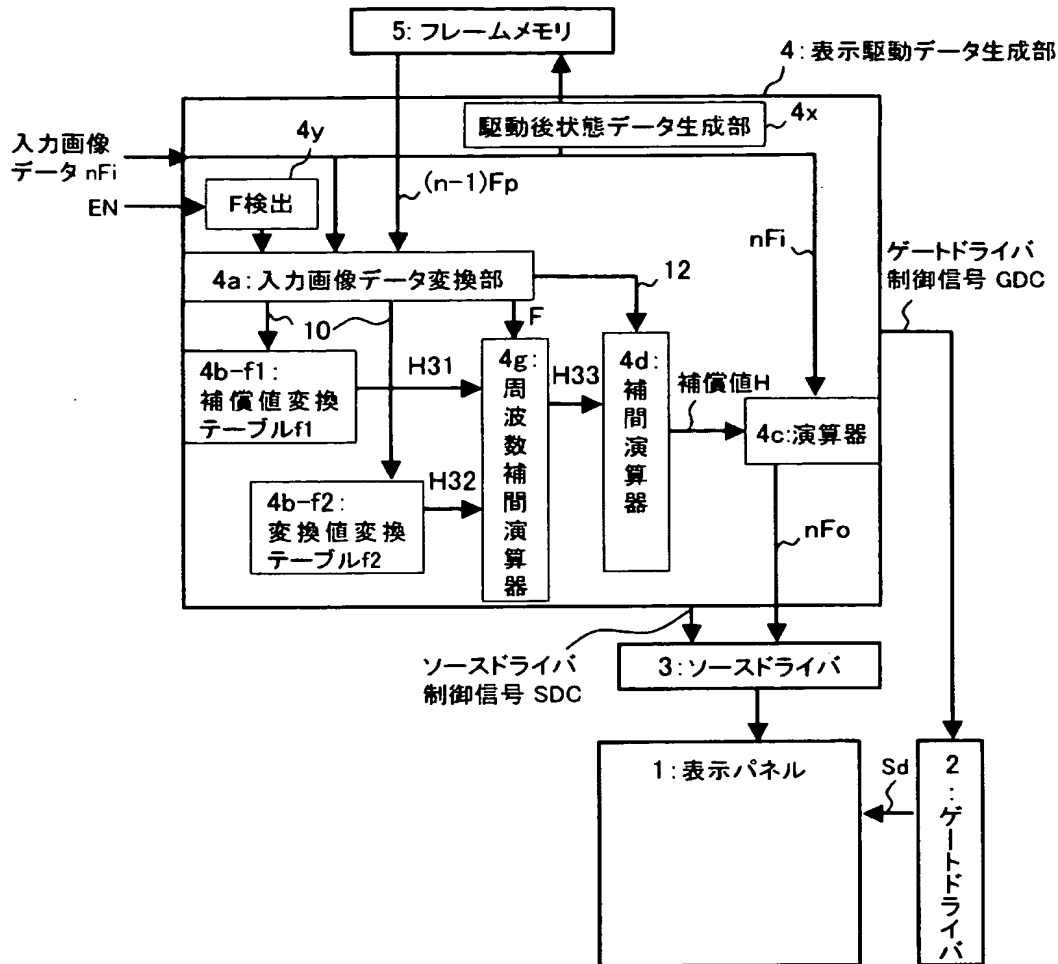 5:フレームメモリ
4:表示駆動データ生成部
駆動後状態データ生成部
4x
入力画像
データ nFi
4y
EN
F検出
(n-1)Fp
nFi
ゲートドライバ
制御信号 GDC
4a:入力画像データ変換部
12
10
F
4b-f1:
補償値変換
テーブルf1
H31
4g:
周
波
数
補
間
演
算
器
H33
4d:
補
間
演
算
器
補償値H
4c:演算器
4b-f2:
変換値変換
テーブルf2
H32
nFo
ソースドライバ
制御信号 SDC
3:ソースドライバ
1:表示パネル
Sd
2
:
ゲ
ー
ト
ド
ラ
イ
バ